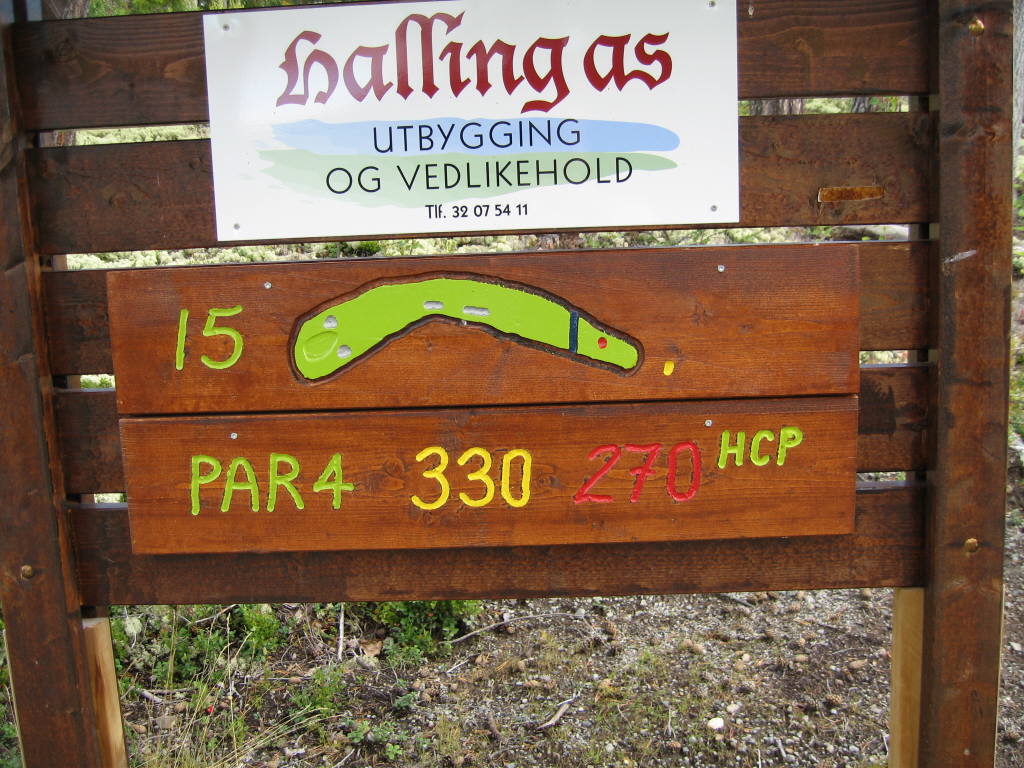 Halling as
UTBYGGING
OG VEDLIKEHOLD
Tlf. 32 07 54 11
15
PAR 4 330 270 HCP